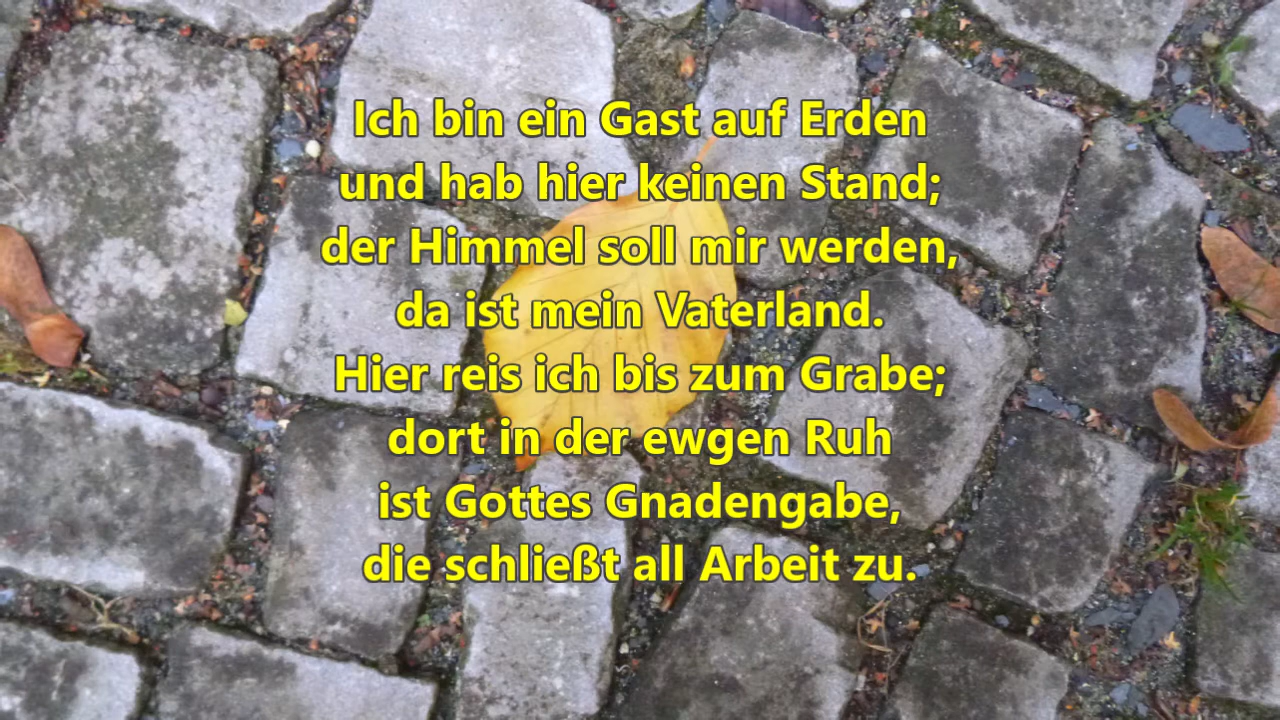 Ich bin ein Gast auf Erden
und hab hier keinen Stand;
der Himmel soll mir werden,
da ist mein Vaterland.
Hier reis ich bis zum Grabe;
dort in der ewgen Ruh
ist Gottes Gnadengabe,
die schließt all Arbeit zu.